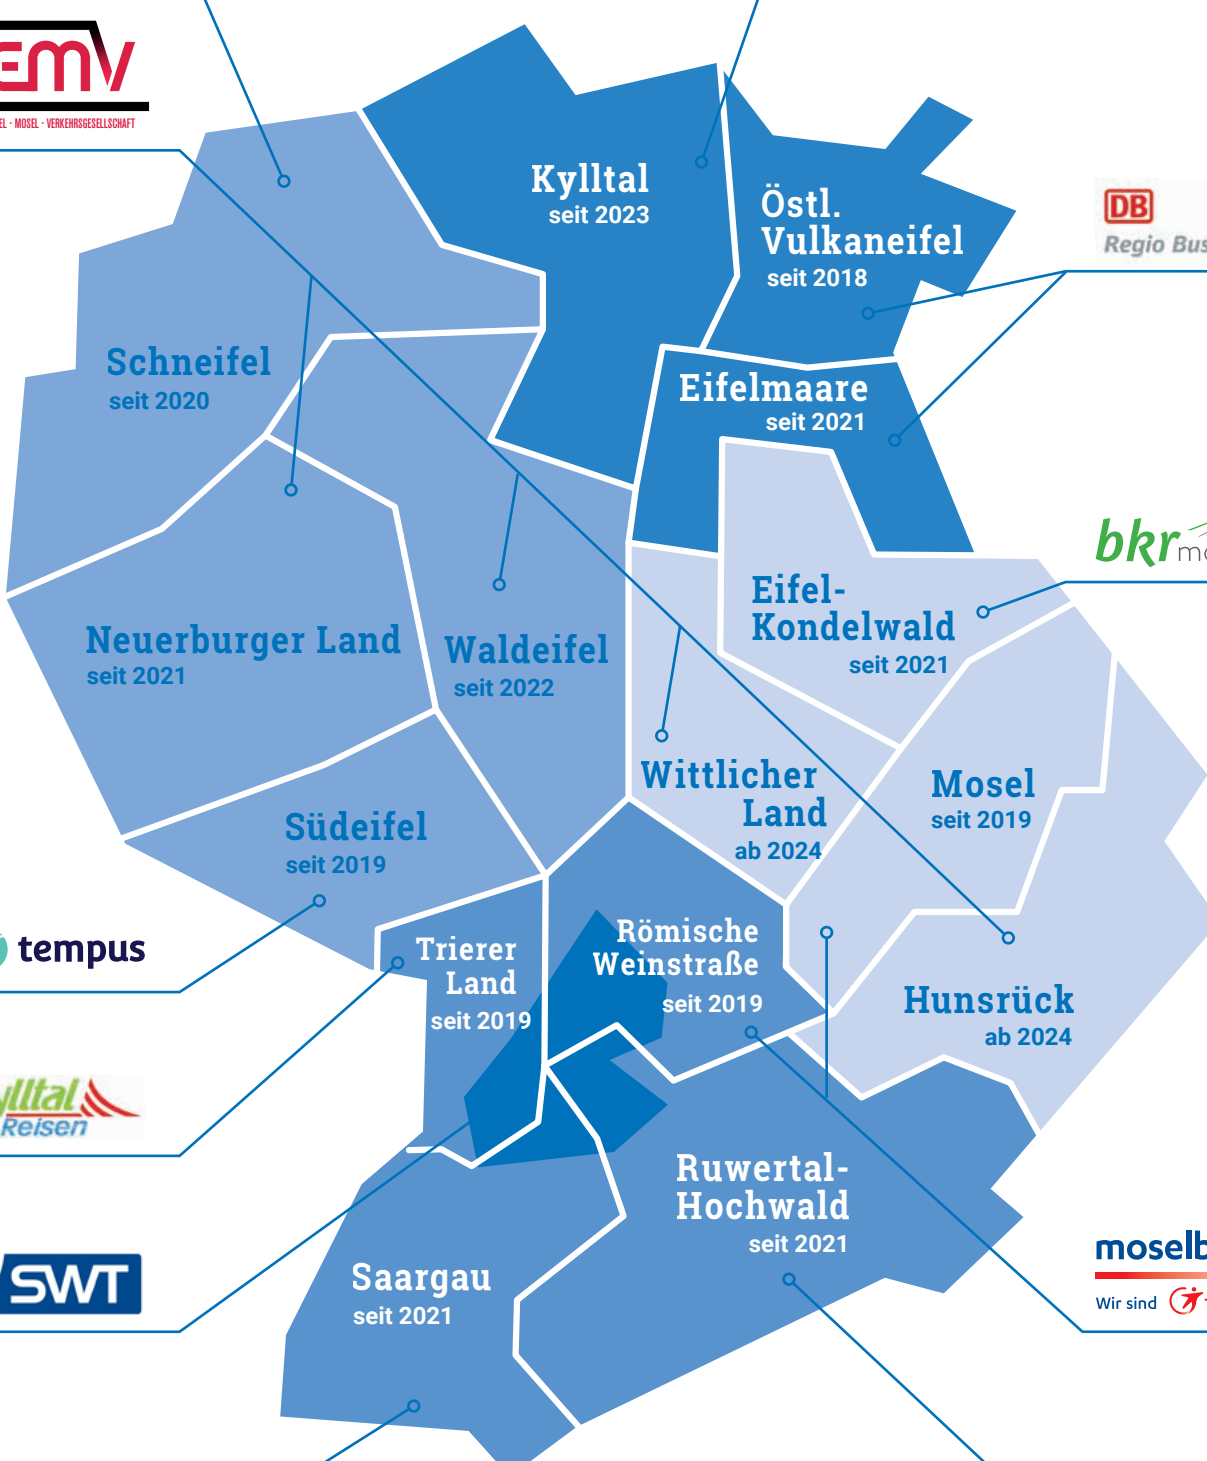 EMV
EL · MOSEL · VERKEHRSGESELLSCHAFT
Kylltal
seit 2023
Östl.
Vulkaneifel
seit 2018
DB
Regio Bus
Schneifel
seit 2020
Eifelmaare
seit 2021
bkr
Eifel-
Kondelwald
seit 2021
Neuerburger Land
seit 2021
Waldeifel
seit 2022
Wittlicher
Land
ab 2024
Mosel
seit 2019
Südeifel
seit 2019
tempus
Trierer
Land
seit 2019
Römische
Weinstraße
seit 2019
Hunsrück
ab 2024
ylltal
Reisen
Ruwertal-
Hochwald
seit 2021
SWT
Saargau
seit 2021
moselb
Wir sind